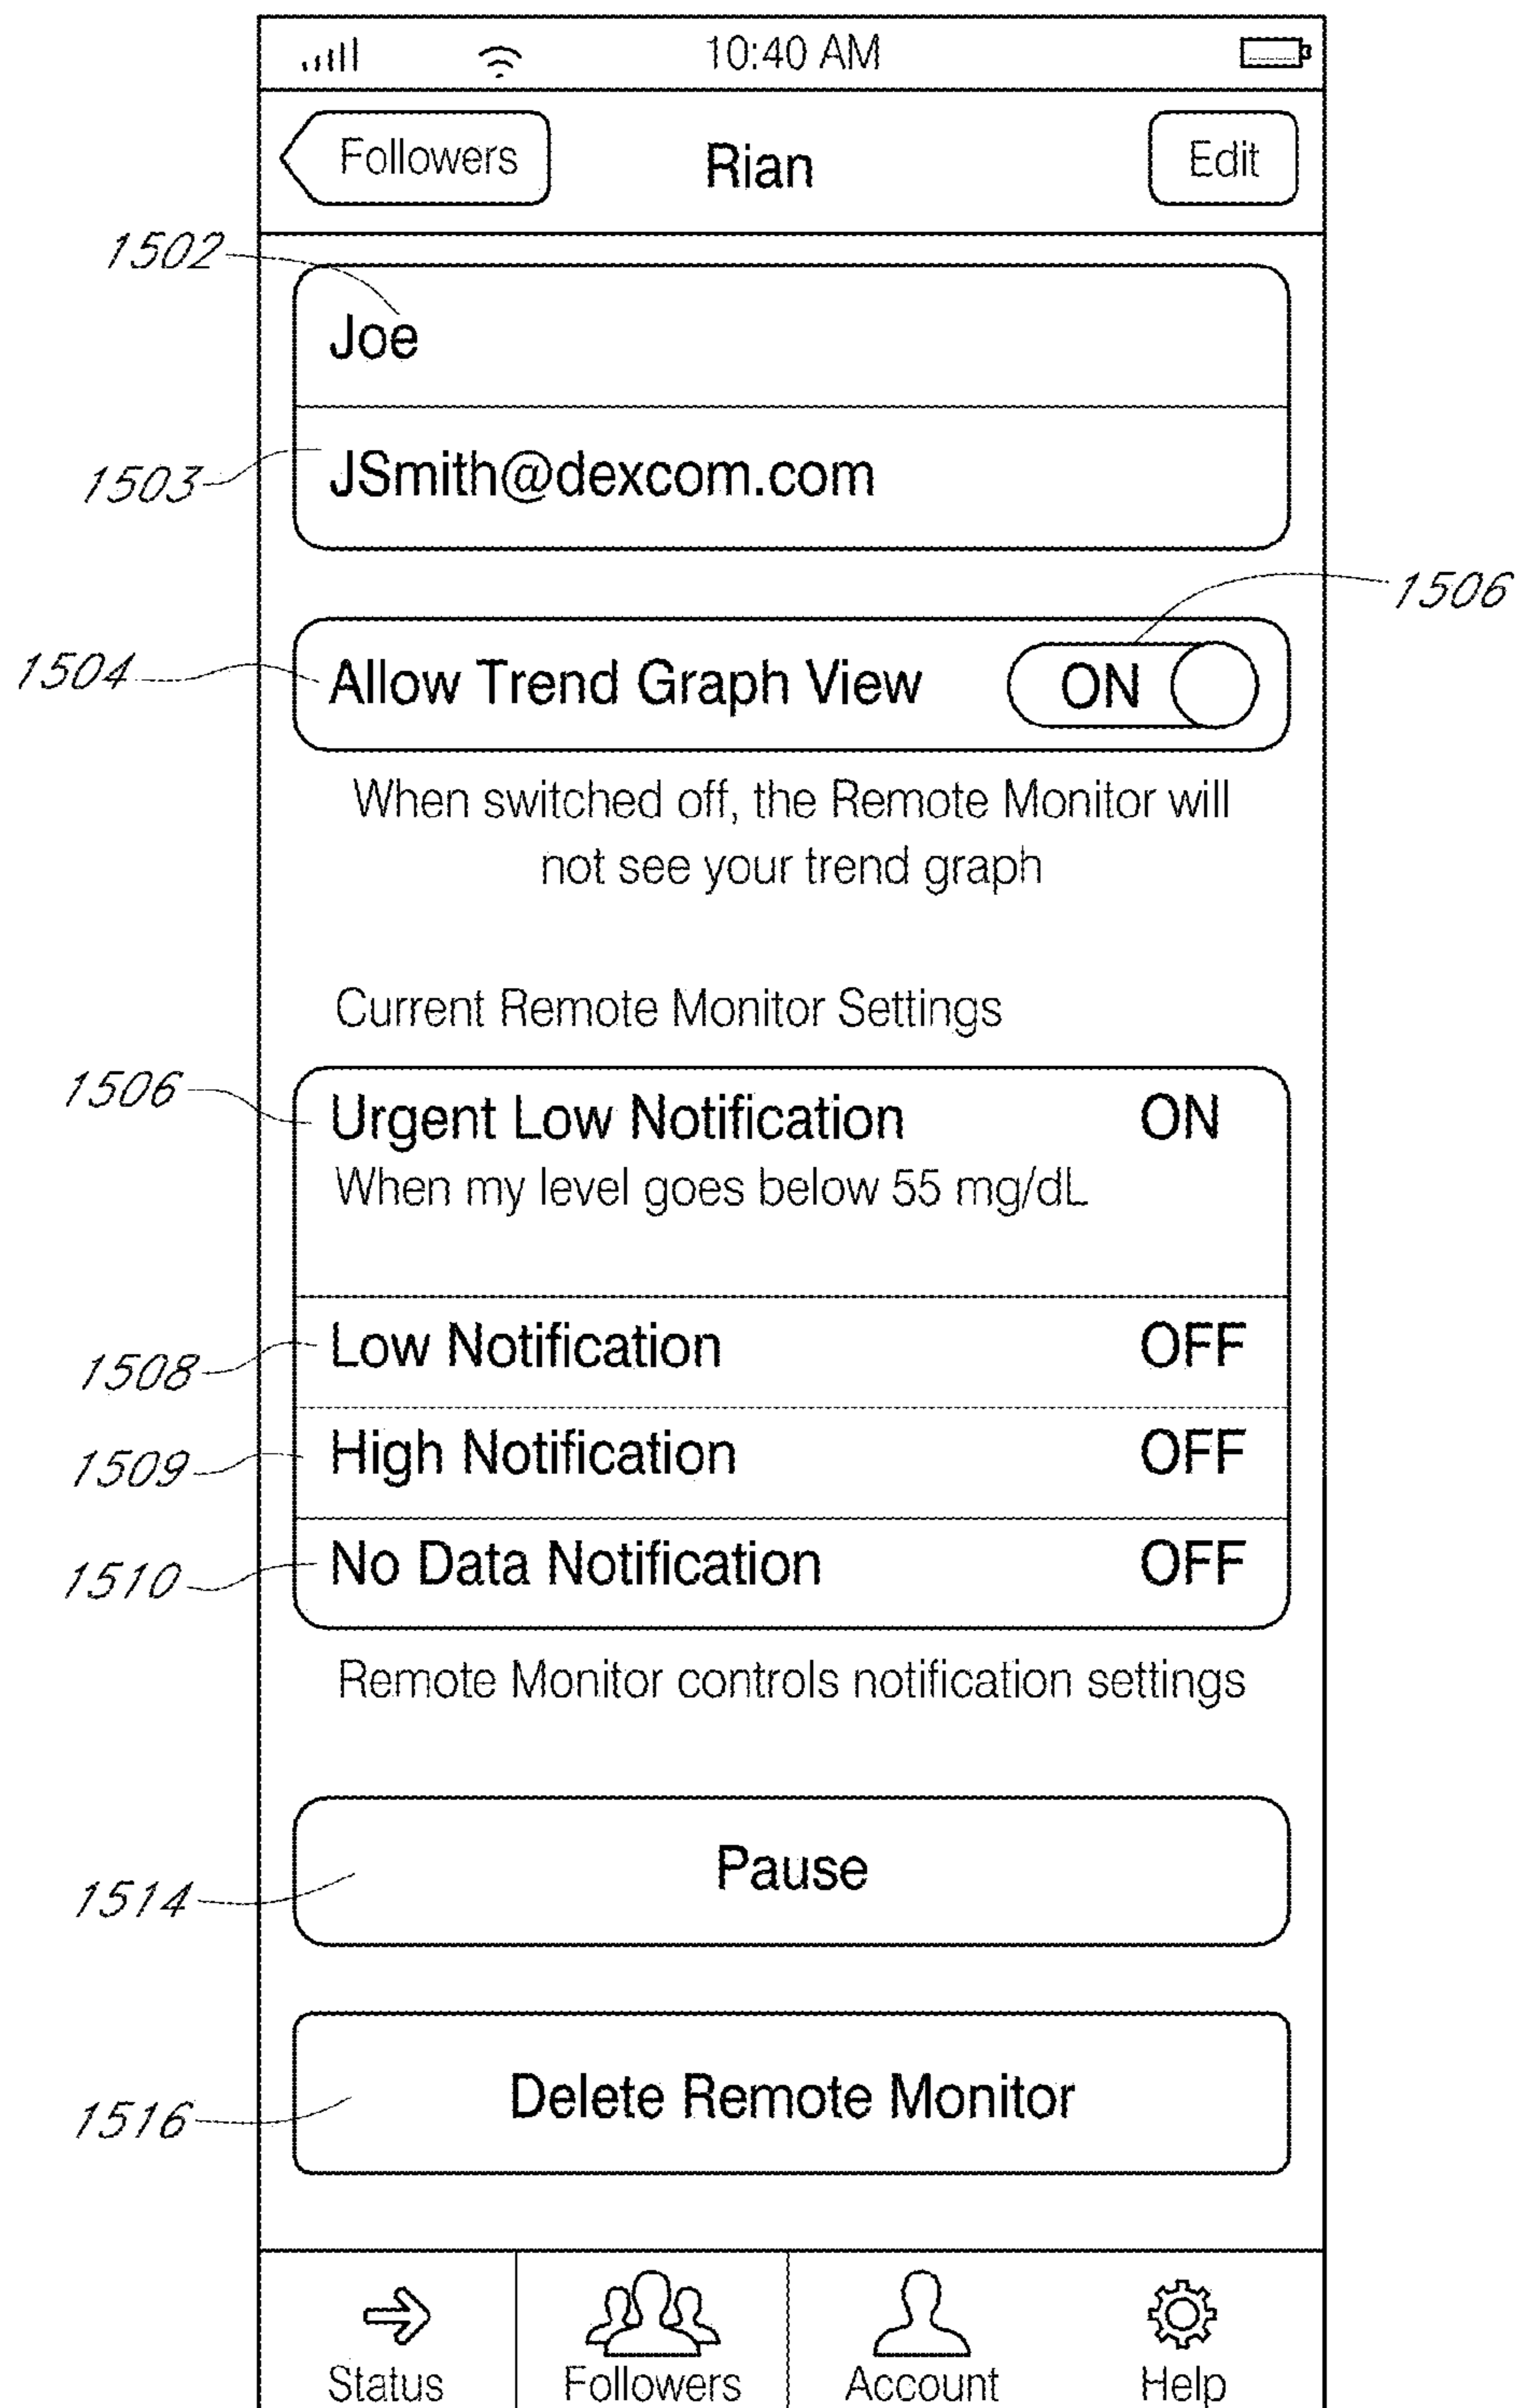 10:40 AM
Followers Rian Edit
1502
Joe
1503
JSmith@dexcom.com
1506
1504
Allow Trend Graph View ON
When switched off, the Remote Monitor will
not see your trend graph
Current Remote Monitor Settings
1506
Urgent Low Notification ON
When my level goes below 55 mg/dL
1508
Low Notification OFF
1509
High Notification OFF
1510
No Data Notification OFF
Remote Monitor controls notification settings
1514
Pause
1516
Delete Remote Monitor
Status Followers Account Help